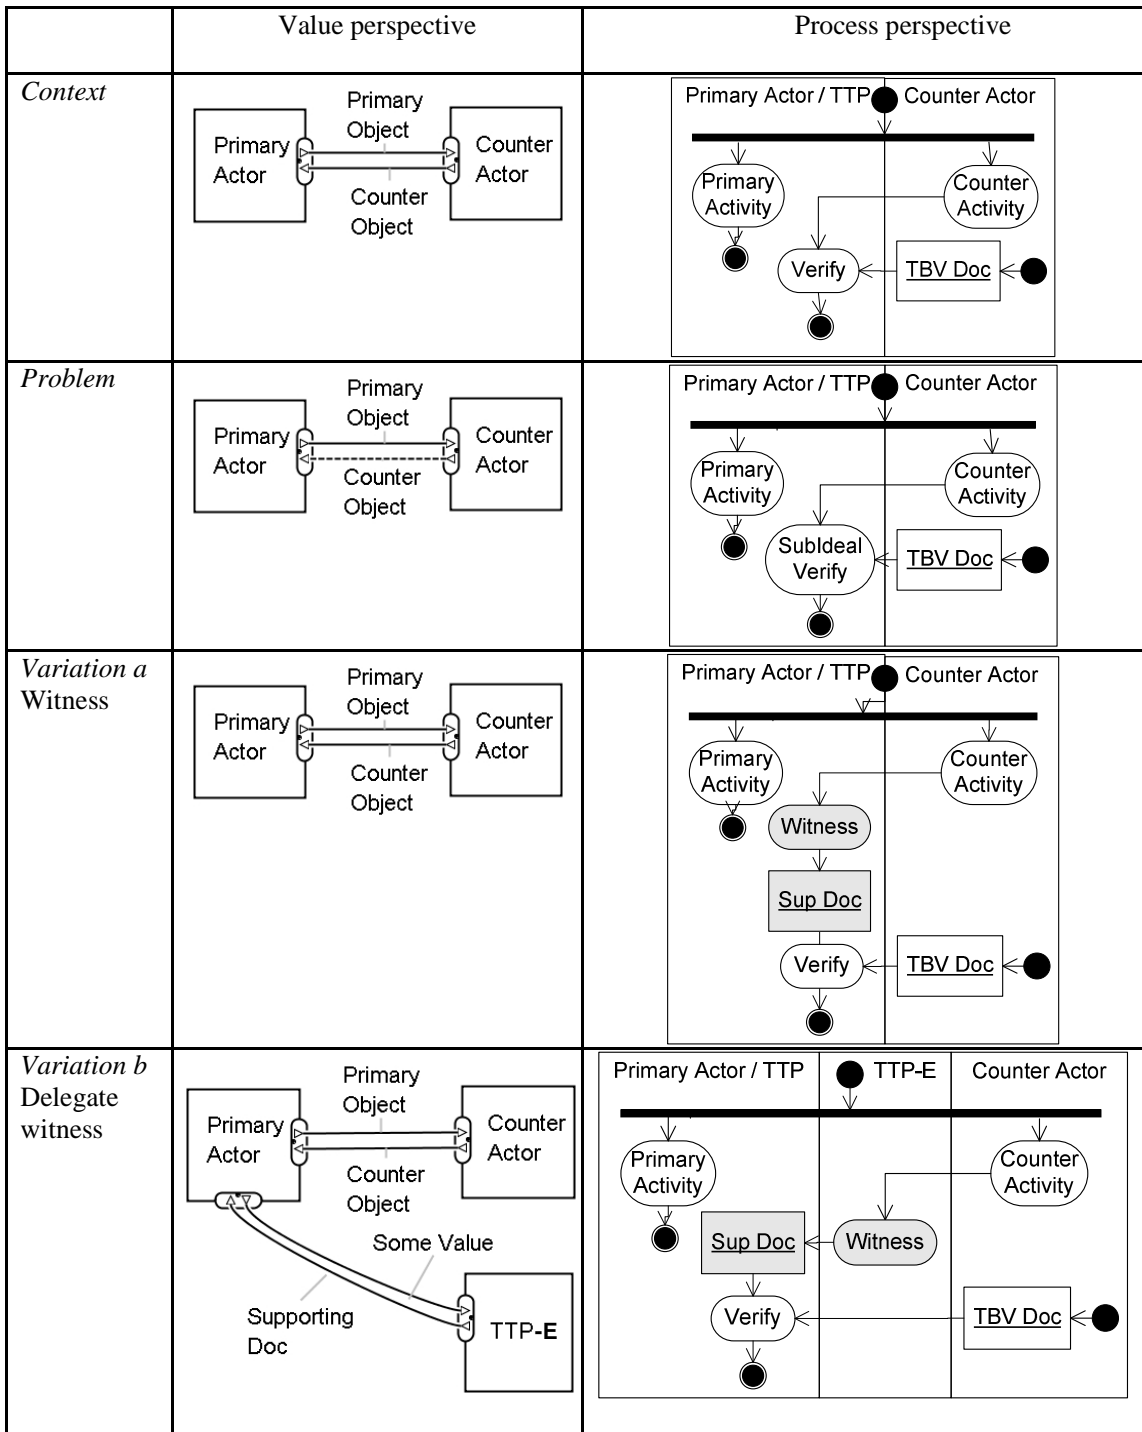 Value perspective
Process perspective
Context
Primary
Object
Primary
Actor
Counter
Actor
Counter
Object
Primary Actor / TTP
Counter Actor
Primary
Activity
Counter
Activity
Verify
TBV Doc
Problem
Primary
Object
Primary
Actor
Counter
Actor
Counter
Object
Primary Actor / TTP
Counter Actor
Primary
Activity
Counter
Activity
SubIdeal
Verify
TBV Doc
Variation a
Witness
Primary
Object
Primary
Actor
Counter
Actor
Counter
Object
Primary Actor / TTP
Counter Actor
Primary
Activity
Counter
Activity
Witness
Sup Doc
Verify
TBV Doc
Variation b
Delegate
witness
Primary
Object
Primary
Actor
Counter
Actor
Counter
Object
Some Value
Supporting
Doc
TTP-E
Primary Actor / TTP
TTP-E
Counter Actor
Primary
Activity
Counter
Activity
Sup Doc
Witness
Verify
TBV Doc